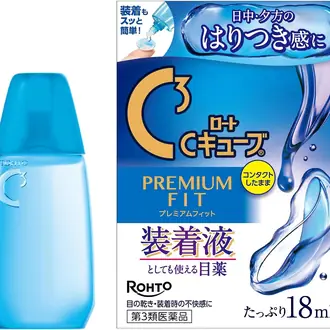 装着も
スッと
簡単!
日中・夕方の
はりつき感に
C3
ロート
Cキューブ
PREMIUM
FIT
プレミアムフィット
コンタクト
したまま
装着液
としても使える目薬
ROHTO
目の乾き・装着時の不快感に
第3類医薬品
たっぷり18m